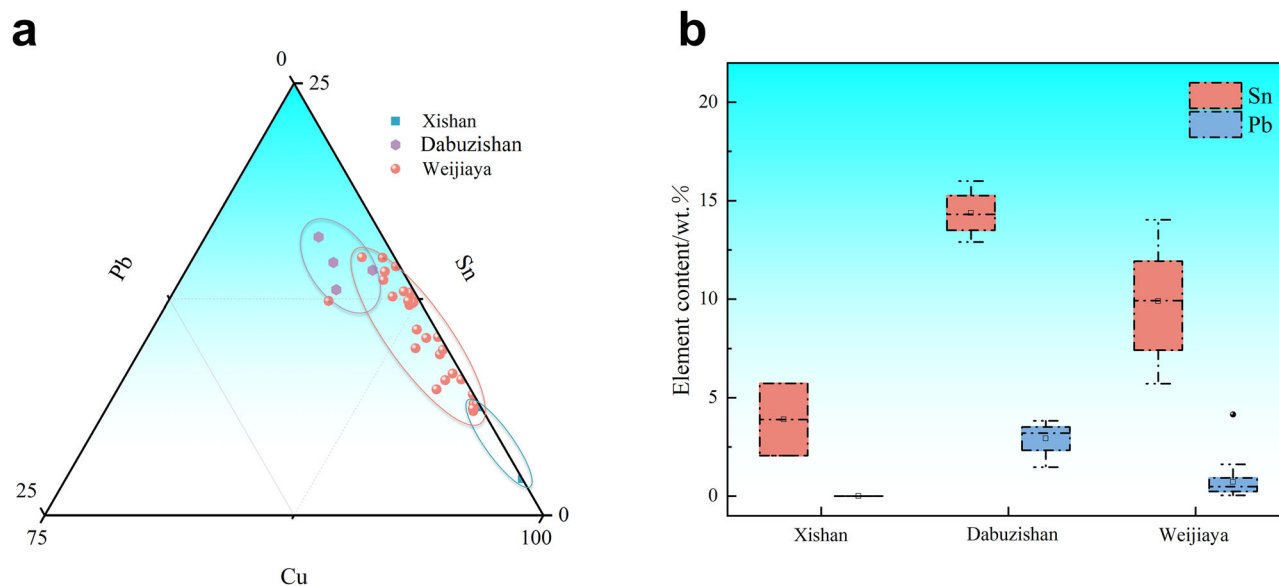 a
0
25
Xishan
Dabuzishan
Weijiaya
Pb
Sn
25
0
75
100
Cu
b
Sn
Pb
20
15
10
5
0
Element content/wt.%
Xishan
Dabuzishan
Weijiaya